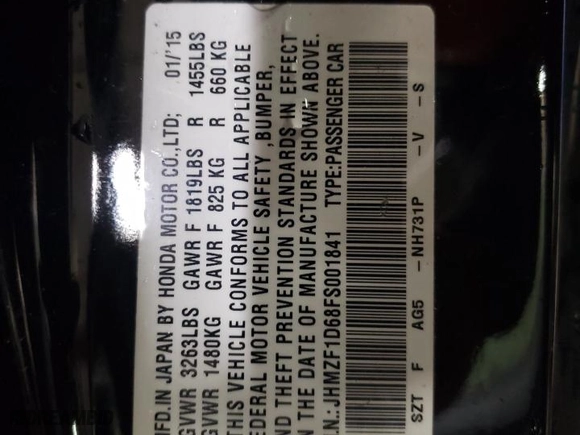 MFD.IN JAPAN BY HONDA MOTOR CO.,LTD; 01/'15
GVWR 3263LBS GAWR F 1819LBS R 1455LBS
GVWR 1480KG GAWR F 825 KG R 660 KG
THIS VEHICLE CONFORMS TO ALL APPLICABLE
FEDERAL MOTOR VEHICLE SAFETY ,BUMPER,
AND THEFT PREVENTION STANDARDS IN EFFECT
ON THE DATE OF MANUFACTURE SHOWN ABOVE.
V.I.N.:JHMZF1D68FS001841 TYPE:PASSENGER CAR
SZT F AG5 -NH731P -V -S